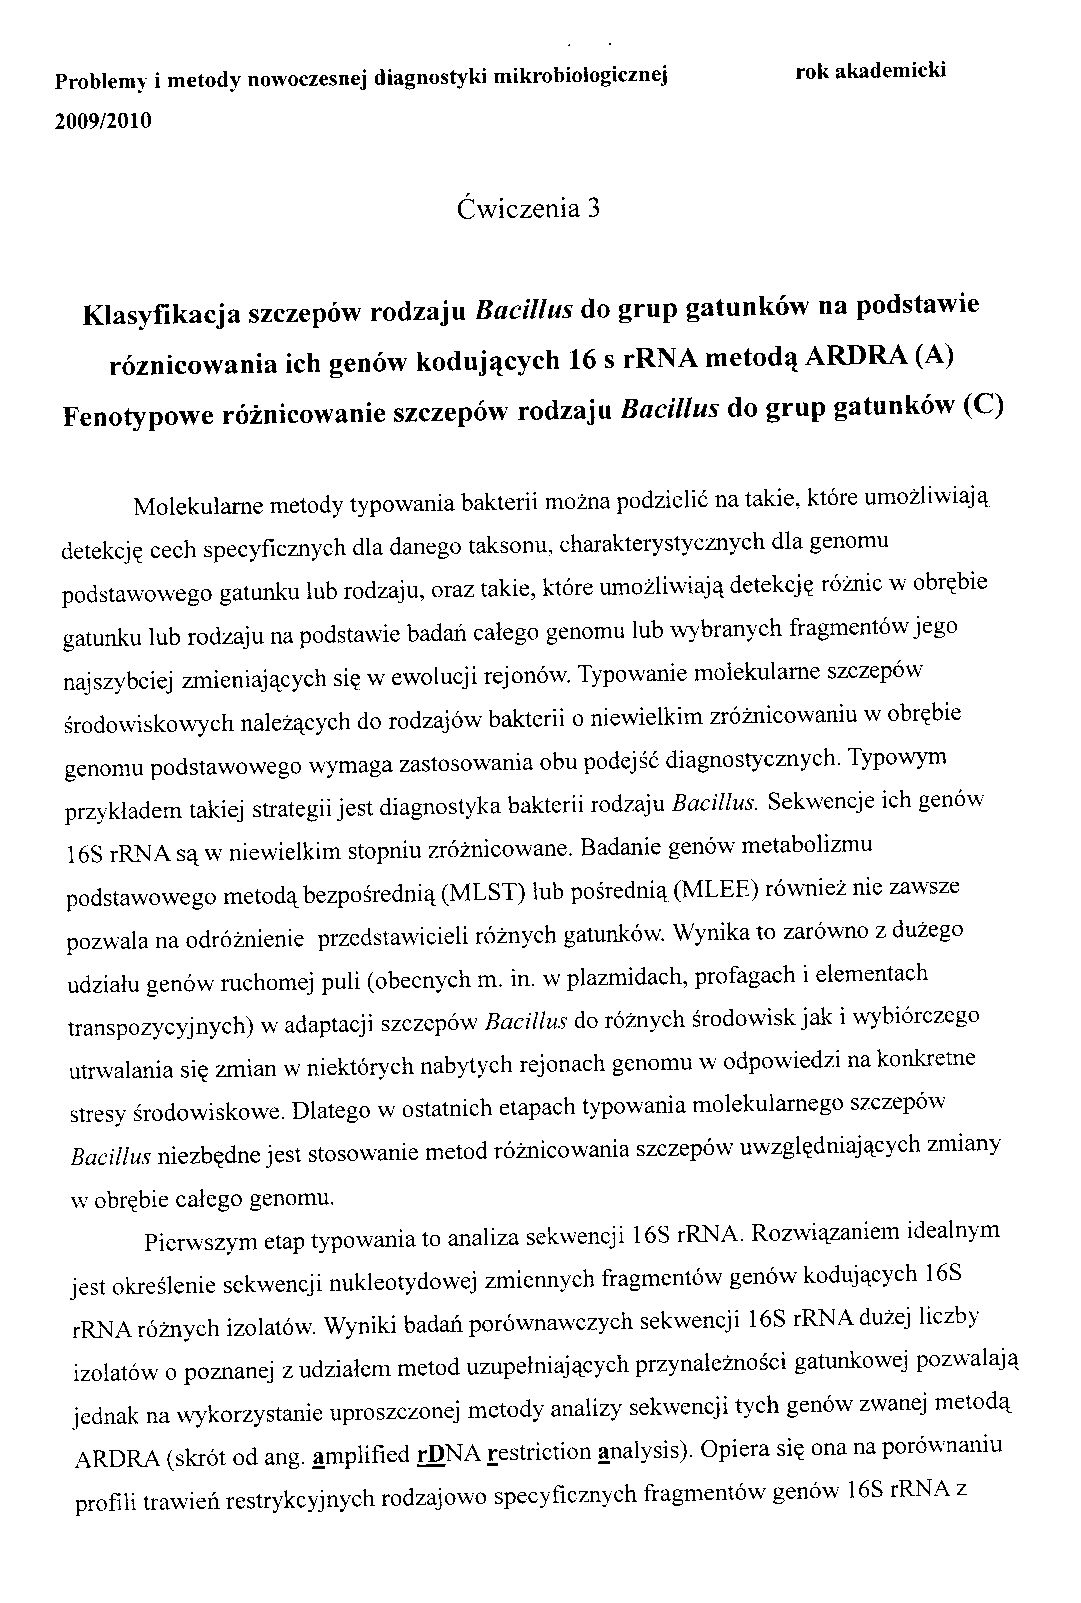 Problemy i metody nowoczesnej diagnostyki mikrobiologicznej rok akademicki
2009/2010
Ćwiczenia 3
Klasyfikacja szczepów rodzaju Bacillus do grup gatunków na podstawie
róznicowania ich genów kodujących 16 s rRNA metodą ARDRA (A)
Fenotypowe różnicowanie szczepów rodzaju Bacillus do grup gatunków (C)
Molekularne metody typowania bakterii można podzielić na takie, które umożliwiają
detekcję cech specyficznych dla danego taksonu, charakterystycznych dla genomu
podstawowego gatunku lub rodzaju, oraz takie, które umożliwiają detekcję różnic w obrębie
gatunku lub rodzaju na podstawie badań całego genomu lub wybranych fragmentów jego
najszybciej zmieniających się w ewolucji rejonów. Typowanie molekularne szczepów
środowiskowych należących do rodzajów bakterii o niewielkim zróżnicowaniu w obrębie
genomu podstawowego wymaga zastosowania obu podejść diagnostycznych. Typowym
przykładem takiej strategii jest diagnostyka bakterii rodzaju Bacillus. Sekwencje ich genów
16S rRNA są w niewielkim stopniu zróżnicowane. Badanie genów metabolizmu
podstawowego metodą bezpośrednią (MLST) lub pośrednią (MLEE) również nie zawsze
pozwala na odróżnienie przedstawicieli różnych gatunków. Wynika to zarówno z dużego
udziału genów ruchomej puli (obecnych m. in. w plazmidach, profagach i elementach
transpozycyjnych) w adaptacji szczepów Bacillus do różnych środowisk jak i wybiórczego
utrwalania się zmian w niektórych nabytych rejonach genomu w odpowiedzi na konkretne
stresy środowiskowe. Dlatego w ostatnich etapach typowania molekularnego szczepów
Bacillus niezbędne jest stosowanie metod różnicowania szczepów uwzględniających zmiany
w obrębie całego genomu.
Pierwszym etap typowania to analiza sekwencji 16S rRNA. Rozwiązaniem idealnym
jest określenie sekwencji nukleotydowej zmiennych fragmentów genów kodujących 16S
rRNA różnych izolatów. Wyniki badań porównawczych sekwencji 16S rRNA dużej liczby
izolatów o poznanej z udziałem metod uzupełniających przynależności gatunkowej pozwalają
jednak na wykorzystanie uproszczonej metody analizy sekwencji tych genów zwanej metodą
ARDRA (skrót od ang. amplified rDNA restriction analysis). Opiera się ona na porównaniu
profili trawień restrykcyjnych rodzajowo specyficznych fragmentów genów 16S rRNA z